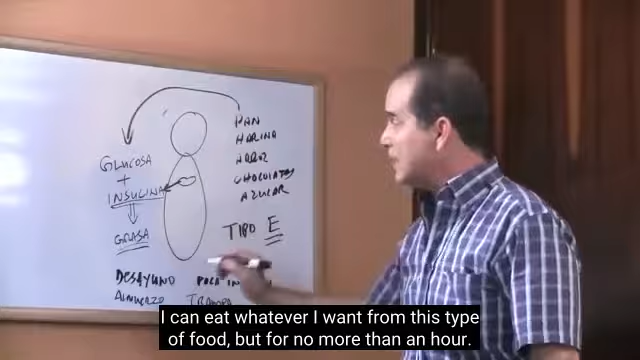 PAN
HARINA
ARROZ
CHOCOLATES
AZUCAR
GLUCOSA
+
INSULINA
GRASA
TIPO E
DESAYUNO
ALMUERZO
TRAMPA
I can eat whatever I want from this type
of food, but for no more than an hour.